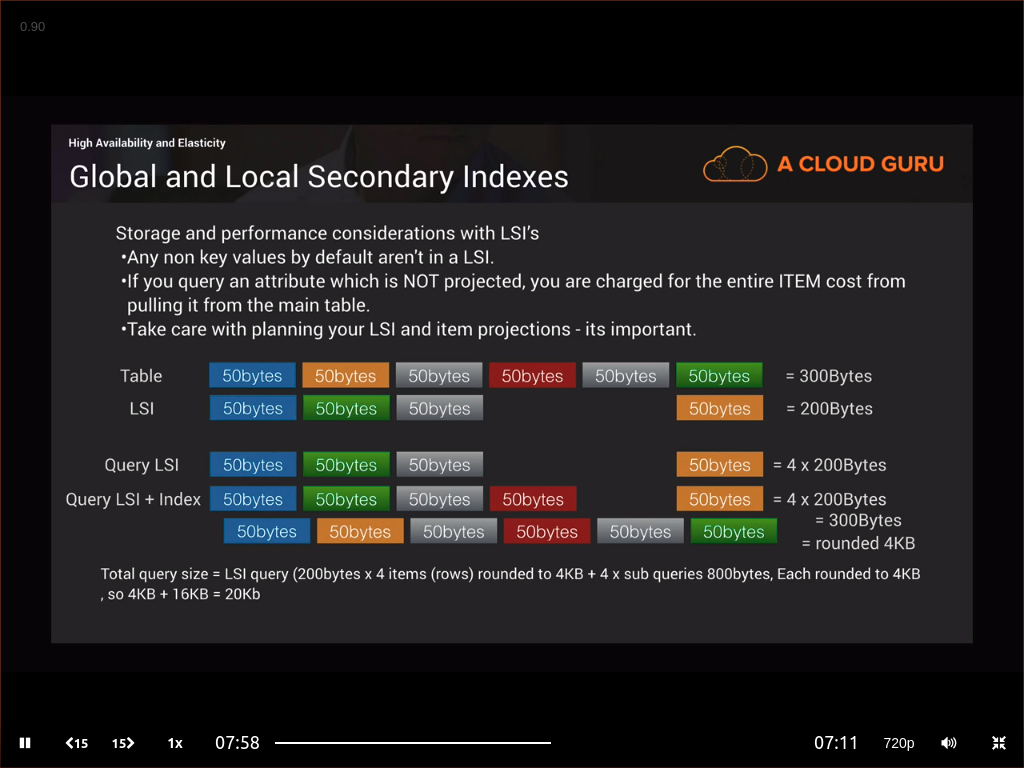 0.90
High Availability and Elasticity
Global and Local Secondary Indexes
A CLOUD GURU
Storage and performance considerations with LSI's
•Any non key values by default aren't in a LSI.
•If you query an attribute which is NOT projected, you are charged for the entire ITEM cost from
pulling it from the main table.
•Take care with planning your LSI and item projections - its important.
Table 50bytes 50bytes 50bytes 50bytes 50bytes 50bytes = 300Bytes
LSI 50bytes 50bytes 50bytes 50bytes = 200Bytes
Query LSI 50bytes 50bytes 50bytes 50bytes = 4 x 200Bytes
Query LSI + Index 50bytes 50bytes 50bytes 50bytes 50bytes = 4 x 200Bytes
50bytes 50bytes 50bytes 50bytes 50bytes 50bytes = 300Bytes
= rounded 4KB
Total query size = LSI query (200bytes x 4 items (rows) rounded to 4KB + 4 x sub queries 800bytes, Each rounded to 4KB
, so 4KB + 16KB = 20Kb
15 15 1x 07:58 07:11 720p